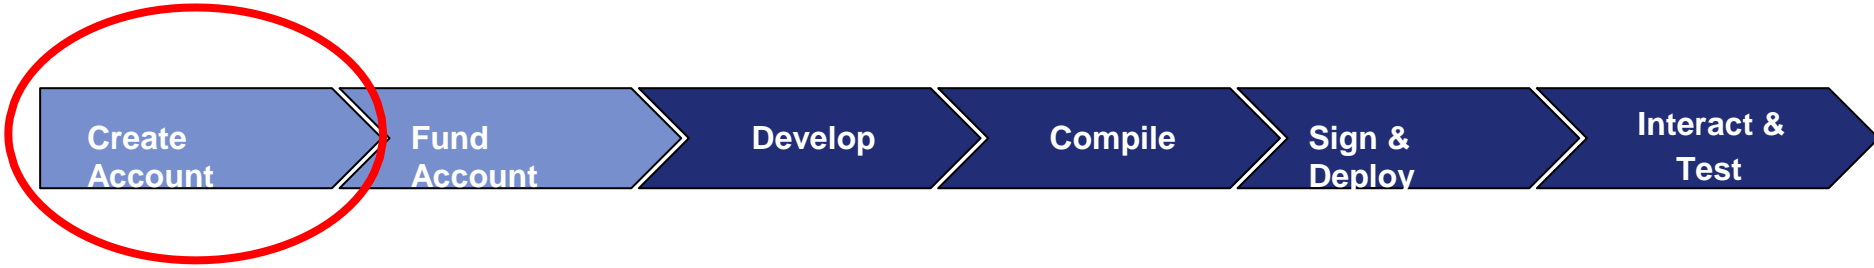 Create
Account
Fund
Account
Develop
Compile
Sign &
Deploy
Interact &
Test